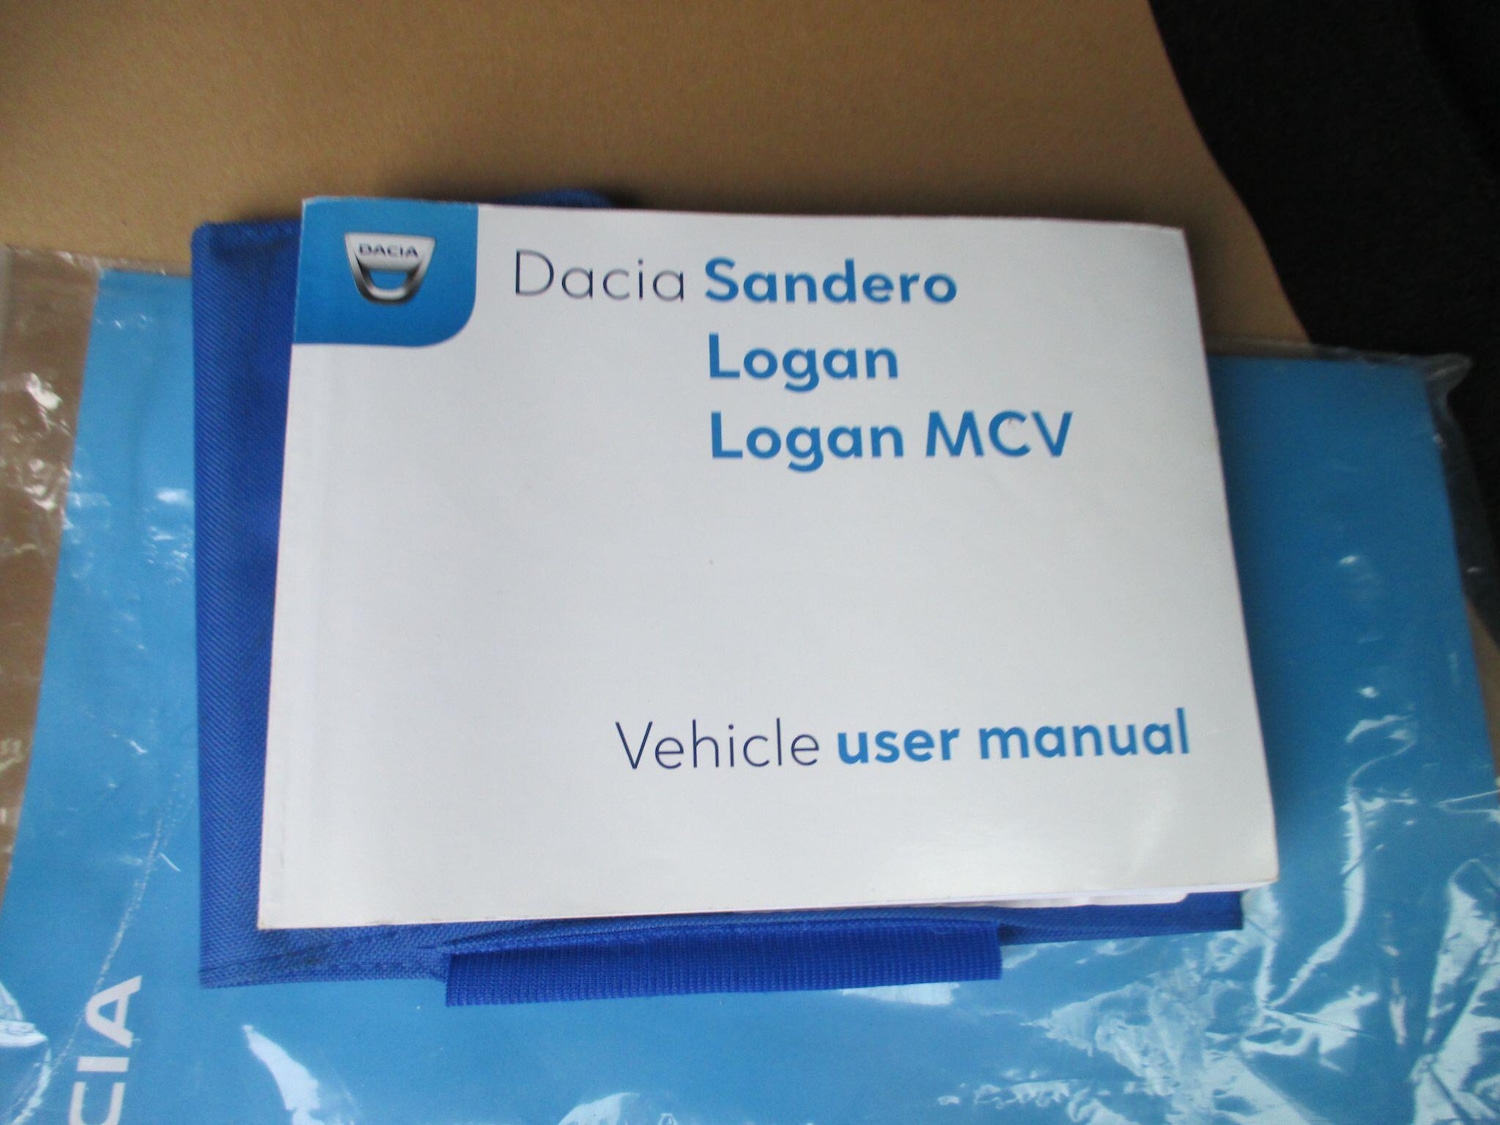 DACIA
Dacia Sandero
Logan
Logan MCV
Vehicle user manual
CIA